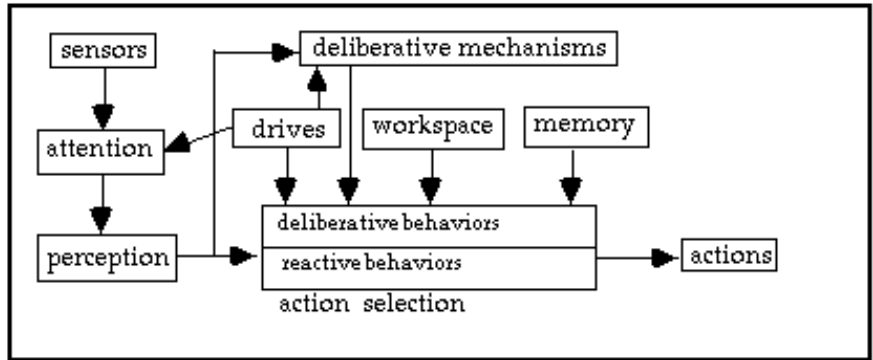 sensors
deliberative mechanisms
drives
workspace
memory
attention
deliberative behaviors
perception
reactive behaviors
actions
action selection